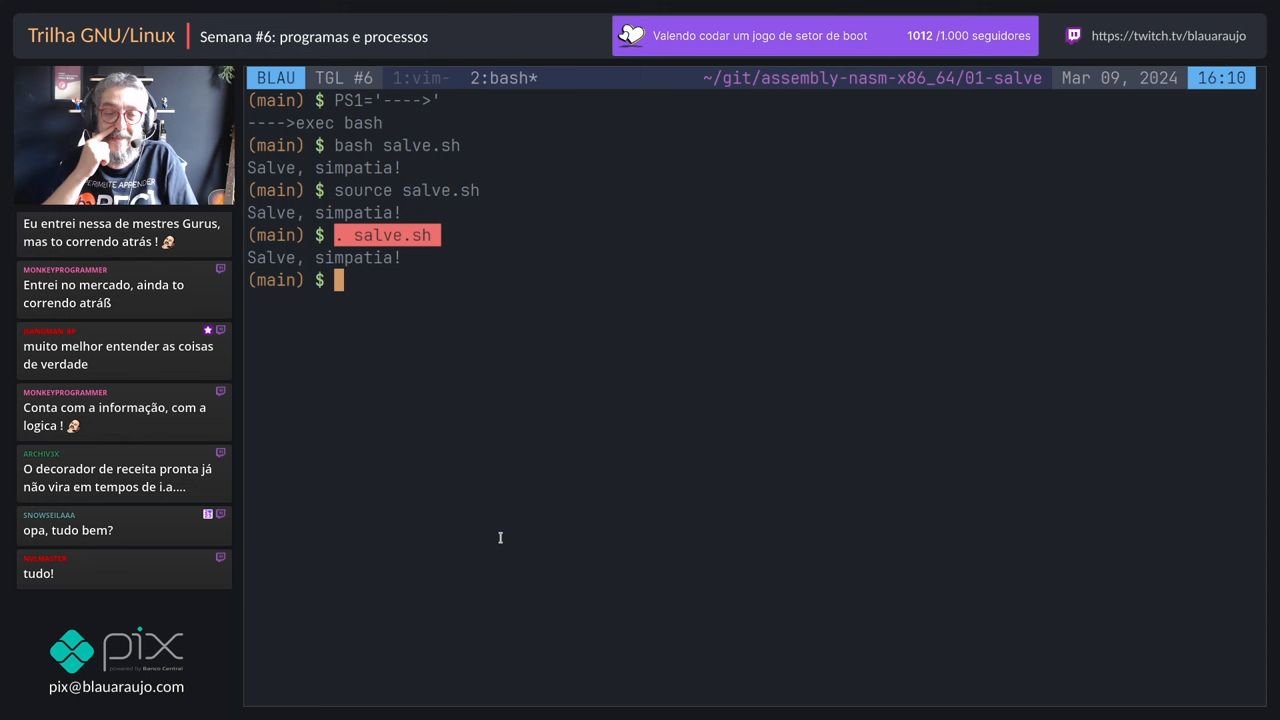 Trilha GNU/Linux
Semana #6: programas e processos
Valendo codar um jogo de setor de boot
1012 /1.000 seguidores
https://twitch.tv/blauaraujo
BLAU TGL #6 1:vim- 2:bash* ~/git/assembly-nasm-x86_64/01-salve Mar 09, 2024 16:10
(main) $ PS1='---->'
---->exec bash
(main) $ bash salve.sh
Salve, simpatia!
(main) $ source salve.sh
Salve, simpatia!
(main) $ . salve.sh
Salve, simpatia!
(main) $
Eu entrei nessa de mestres Gurus,
mas to correndo atrás !
MONKEYPROGRAMMER
Entrei no mercado, ainda to
correndo atráß
muito melhor entender as coisas
de verdade
MONKEYPROGRAMMER
Conta com a informação, com a
logica !
ARCHIV3X
O decorador de receita pronta já
não vira em tempos de i.a....
SNOWSEILAAA
opa, tudo bem?
NULMASTER
tudo!
pix
powered by Banco Central
pix@blauaraujo.com